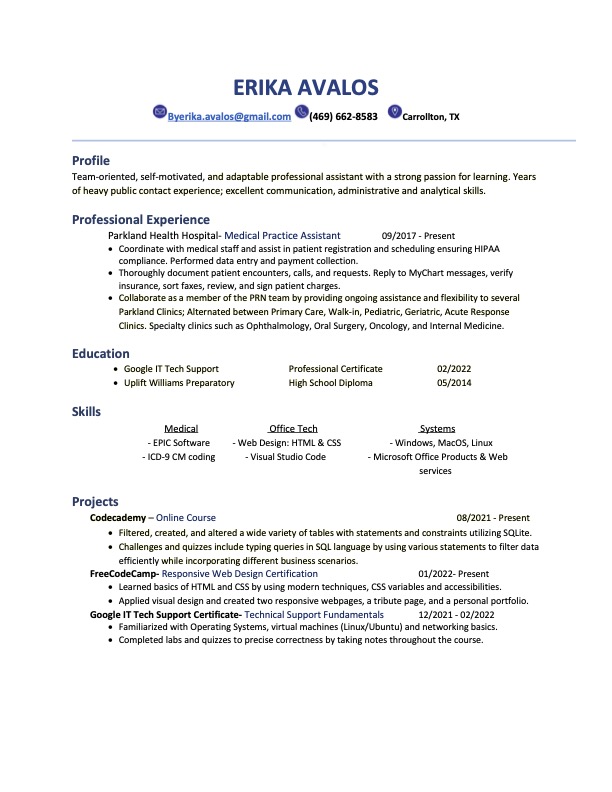 ERIKA AVALOS
Byerika.avalos@gmail.com (469) 662-8583 Carrollton, TX
Profile
Team-oriented, self-motivated, and adaptable professional assistant with a strong passion for learning. Years
of heavy public contact experience; excellent communication, administrative and analytical skills.
Professional Experience
Parkland Health Hospital- Medical Practice Assistant 09/2017 - Present
• Coordinate with medical staff and assist in patient registration and scheduling ensuring HIPAA
compliance. Performed data entry and payment collection.
• Thoroughly document patient encounters, calls, and requests. Reply to MyChart messages, verify
insurance, sort faxes, review, and sign patient charges.
• Collaborate as a member of the PRN team by providing ongoing assistance and flexibility to several
Parkland Clinics; Alternated between Primary Care, Walk-in, Pediatric, Geriatric, Acute Response
Clinics. Specialty clinics such as Ophthalmology, Oral Surgery, Oncology, and Internal Medicine.
Education
• Google IT Tech Support Professional Certificate 02/2022
• Uplift Williams Preparatory High School Diploma 05/2014
Skills
Medical Office Tech Systems
- EPIC Software - Web Design: HTML & CSS - Windows, MacOS, Linux
- ICD-9 CM coding - Visual Studio Code - Microsoft Office Products & Web
services
Projects
Codecademy – Online Course 08/2021 - Present
• Filtered, created, and altered a wide variety of tables with statements and constraints utilizing SQLite.
• Challenges and quizzes include typing queries in SQL language by using various statements to filter data
efficiently while incorporating different business scenarios.
FreeCodeCamp- Responsive Web Design Certification 01/2022- Present
• Learned basics of HTML and CSS by using modern techniques, CSS variables and accessibilities.
• Applied visual design and created two responsive webpages, a tribute page, and a personal portfolio.
Google IT Tech Support Certificate- Technical Support Fundamentals 12/2021 - 02/2022
• Familiarized with Operating Systems, virtual machines (Linux/Ubuntu) and networking basics.
• Completed labs and quizzes to precise correctness by taking notes throughout the course.